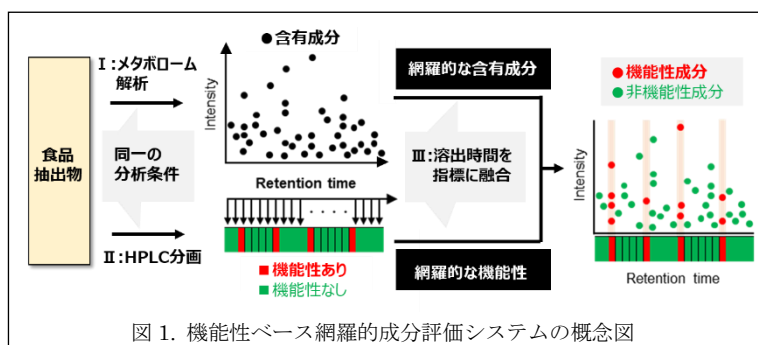 食品
抽出物
Ⅰ:メタボローム
解析
同一の
分析条件
Ⅱ:HPLC分画
●含有成分
Intensity
Retention time
・・・・
■機能性あり
■機能性なし
網羅的な含有成分
Ⅲ:溶出時間を
指標に融合
網羅的な機能性
●機能性成分
●非機能性成分
Intensity
Retention time
図 1. 機能性ベース網羅的成分評価システムの概念図